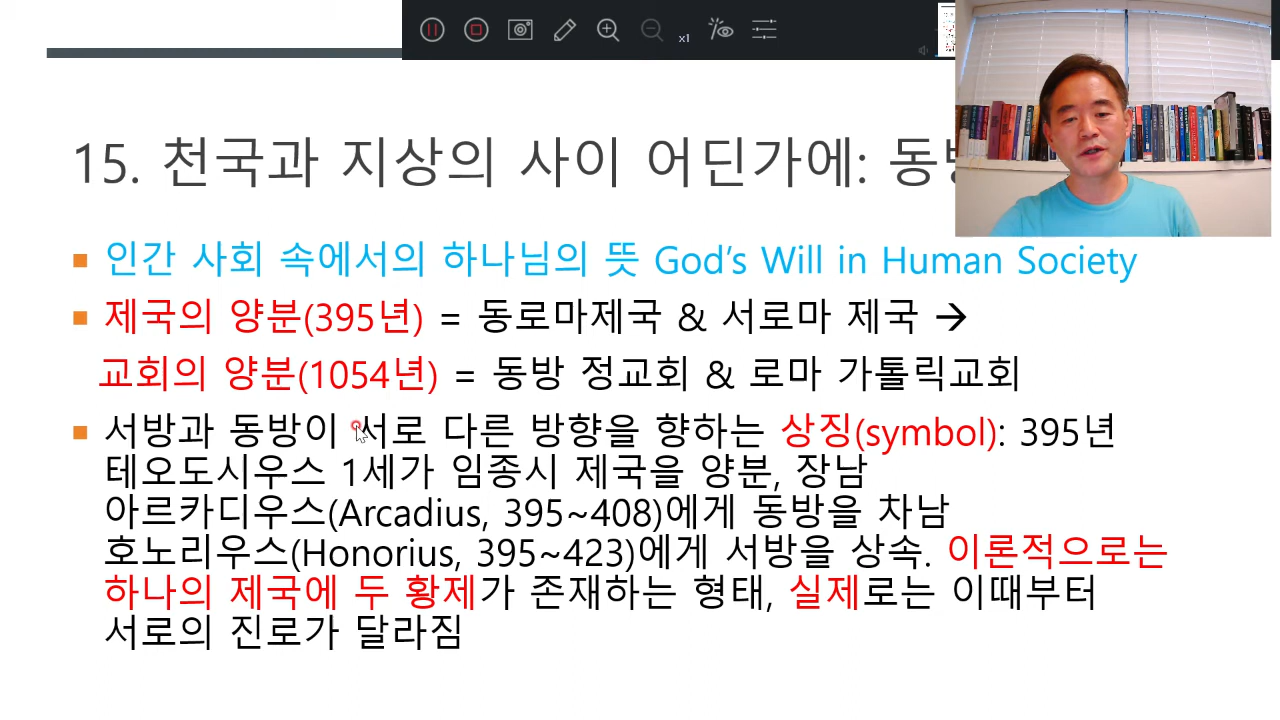 x1
15. 천국과 지상의 사이 어딘가에:
인간 사회 속에서의 하나님의 뜻 God's Will in Human Society
제국의 양분(395년) = 동로마제국 & 서로마 제국 →
교회의 양분(1054년) = 동방 정교회 & 로마 가톨릭교회
서방과 동방이 서로 다른 방향을 향하는 상징(symbol): 395년
테오도시우스 1세가 임종시 제국을 양분, 장남
아르카디우스(Arcadius, 395~408)에게 동방을 차남
호노리우스(Honorius, 395~423)에게 서방을 상속. 이론적으로는
하나의 제국에 두 황제가 존재하는 형태, 실제로는 이때부터
서로의 진로가 달라짐